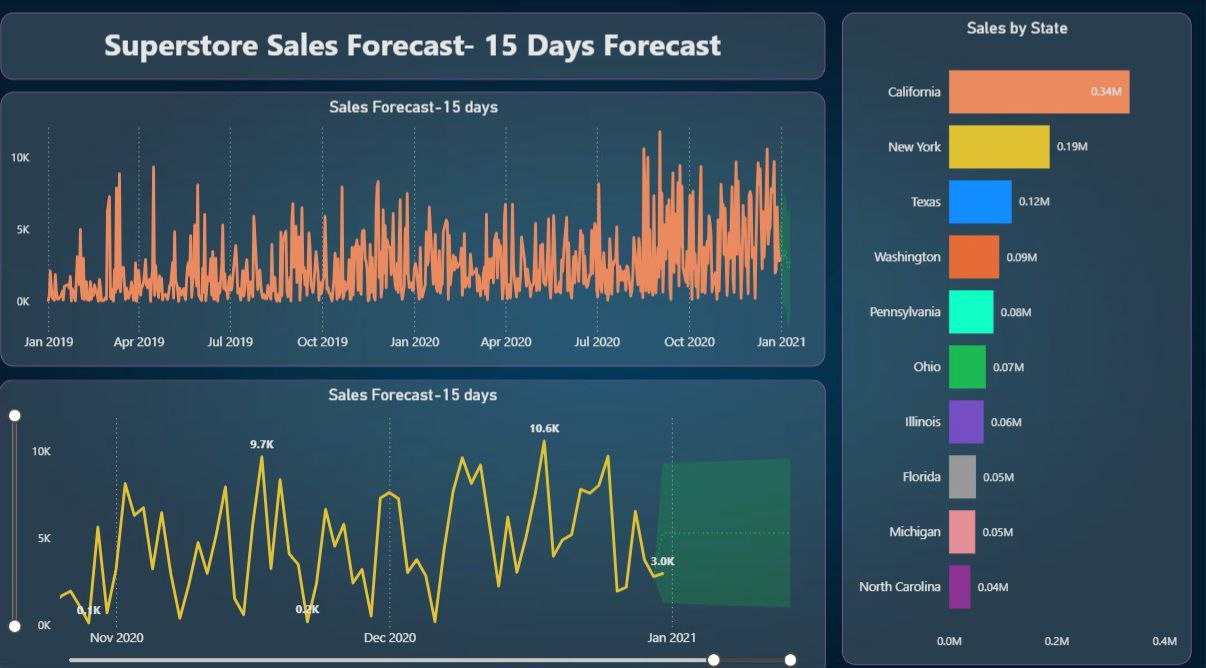 Superstore Sales Forecast- 15 Days Forecast
Sales Forecast-15 days
10K
5K
0K
Jan 2019 Apr 2019 Jul 2019 Oct 2019 Jan 2020 Apr 2020 Jul 2020 Oct 2020 Jan 2021
Sales Forecast-15 days
10K
5K
0K
10.6K
9.7K
3.0K
0.1K
0.2K
Nov 2020 Dec 2020 Jan 2021
Sales by State
California 0.34M
New York 0.19M
Texas 0.12M
Washington 0.09M
Pennsylvania 0.08M
Ohio 0.07M
Illinois 0.06M
Florida 0.05M
Michigan 0.05M
North Carolina 0.04M
0.0M 0.2M 0.4M